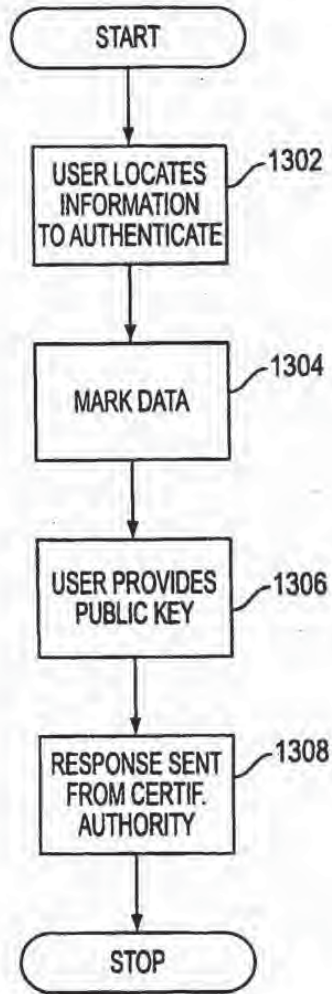 START
USER LOCATES
INFORMATION
TO AUTHENTICATE
1302
MARK DATA
1304
USER PROVIDES
PUBLIC KEY
1306
RESPONSE SENT
FROM CERTIF.
AUTHORITY
1308
STOP